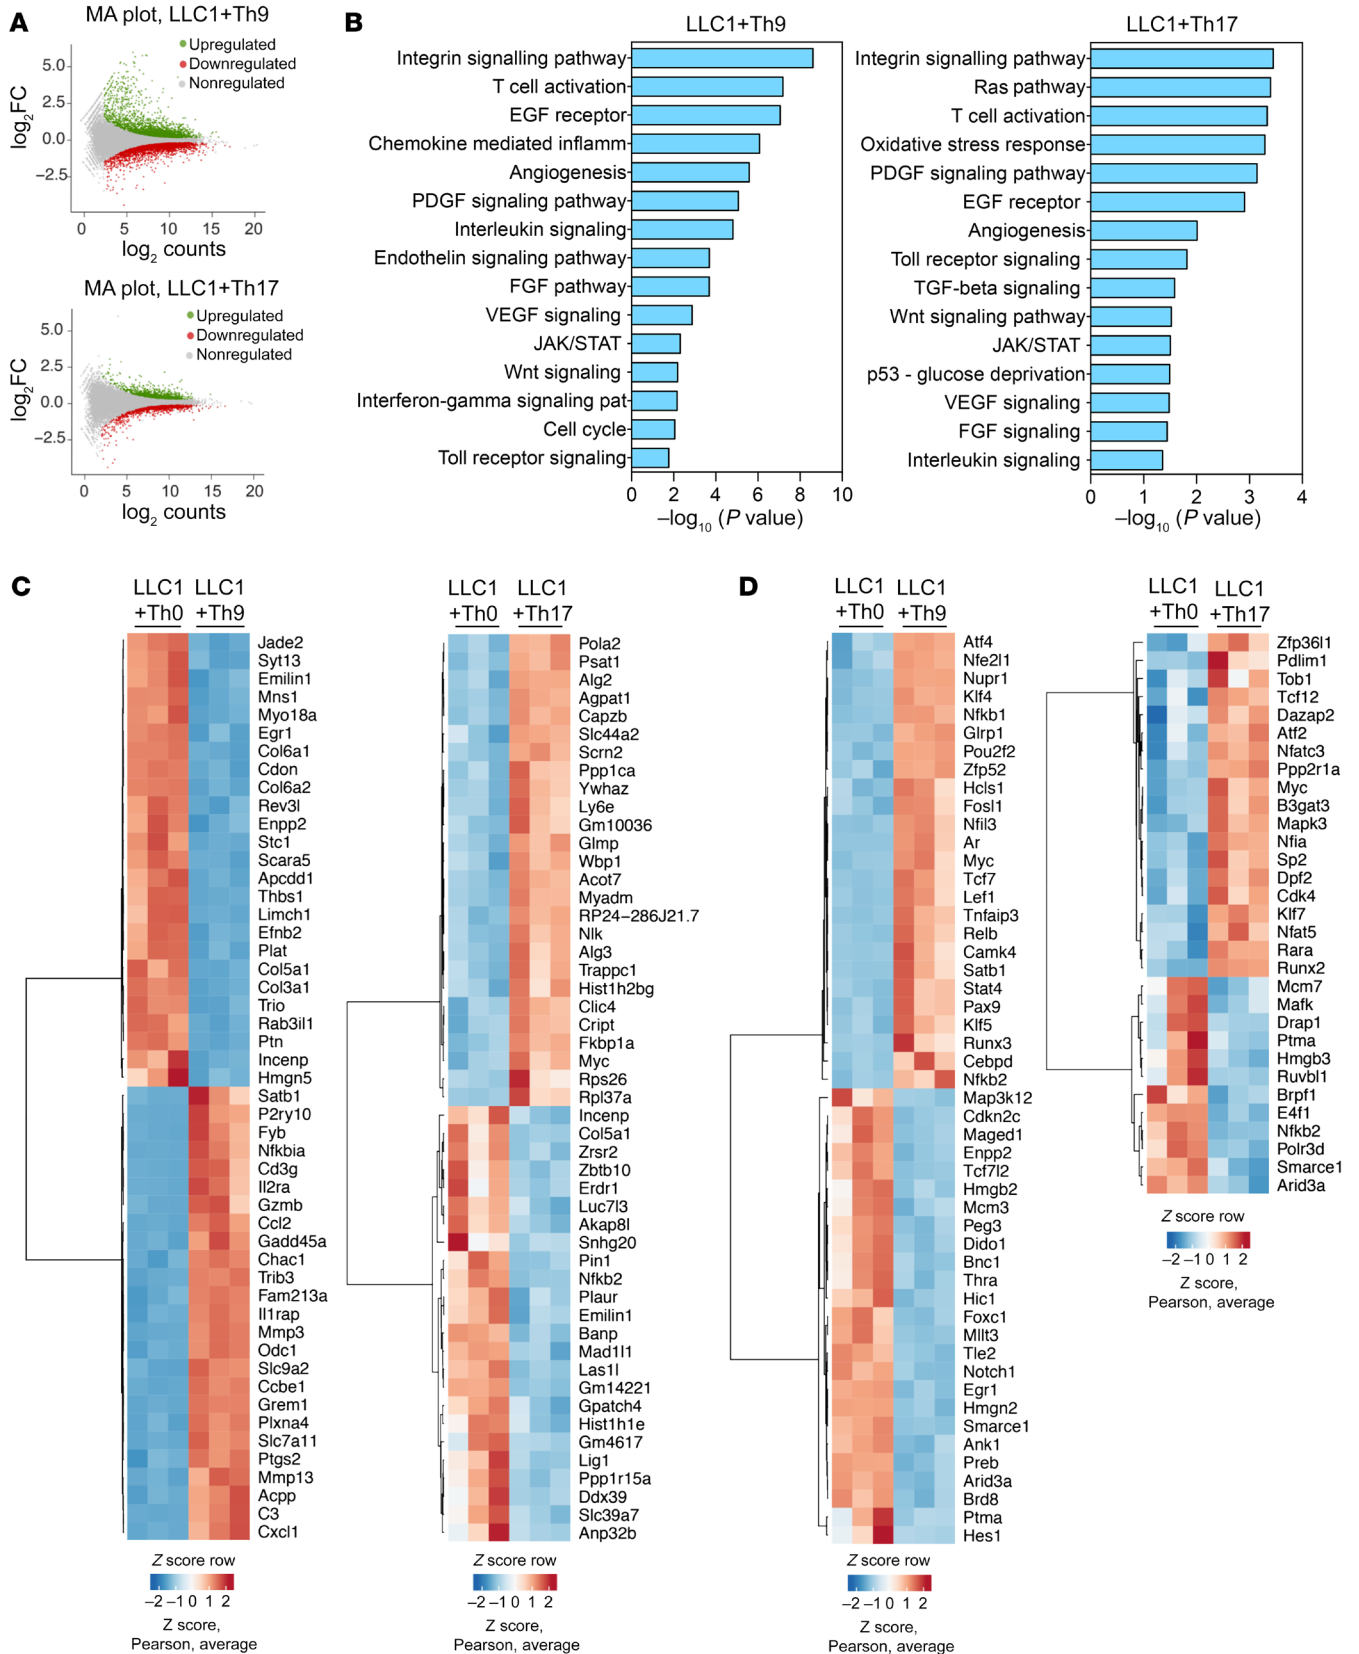 A
MA plot, LLC1+Th9
Upregulated
Downregulated
Nonregulated
5.0
2.5
0.0
−2.5
log2FC
0 5 10 15 20
log2 counts
MA plot, LLC1+Th17
Upregulated
Downregulated
Nonregulated
5.0
2.5
0.0
−2.5
log2FC
0 5 10 15 20
log2 counts
B
LLC1+Th9
Integrin signalling pathway
T cell activation
EGF receptor
Chemokine mediated inflamm
Angiogenesis
PDGF signaling pathway
Interleukin signaling
Endothelin signaling pathway
FGF pathway
VEGF signaling
JAK/STAT
Wnt signaling
Interferon-gamma signaling pat
Cell cycle
Toll receptor signaling
0 2 4 6 8 10
–log10 (P value)
LLC1+Th17
Integrin signalling pathway
Ras pathway
T cell activation
Oxidative stress response
PDGF signaling pathway
EGF receptor
Angiogenesis
Toll receptor signaling
TGF-beta signaling
Wnt signaling pathway
JAK/STAT
p53 - glucose deprivation
VEGF signaling
FGF signaling
Interleukin signaling
0 1 2 3 4
–log10 (P value)
C
LLC1 LLC1
+Th0 +Th9
Jade2
Syt13
Emilin1
Mns1
Myo18a
Egr1
Col6a1
Cdon
Col6a2
Rev3l
Enpp2
Stc1
Scara5
Apcdd1
Thbs1
Limch1
Efnb2
Plat
Col5a1
Col3a1
Trio
Rab3il1
Ptn
Incenp
Hmgn5
Satb1
P2ry10
Fyb
Nfkbia
Cd3g
Il2ra
Gzmb
Ccl2
Gadd45a
Chac1
Trib3
Fam213a
Il1rap
Mmp3
Odc1
Slc9a2
Ccbe1
Grem1
Plxna4
Slc7a11
Ptgs2
Mmp13
Acpp
C3
Cxcl1
Z score row
−2 −1 0 1 2
Z score,
Pearson, average
LLC1 LLC1
+Th0 +Th17
Pola2
Psat1
Alg2
Agpat1
Capzb
Slc44a2
Scrn2
Ppp1ca
Ywhaz
Ly6e
Gm10036
Glmp
Wbp1
Acot7
Myadm
RP24−286J21.7
Nlk
Alg3
Trappc1
Hist1h2bg
Clic4
Cript
Fkbp1a
Myc
Rps26
Rpl37a
Incenp
Col5a1
Zrsr2
Zbtb10
Erdr1
Luc7l3
Akap8l
Snhg20
Pin1
Nfkb2
Plaur
Emilin1
Banp
Mad1l1
Las1l
Gm14221
Gpatch4
Hist1h1e
Gm4617
Lig1
Ppp1r15a
Ddx39
Slc39a7
Anp32b
Z score row
−2 −1 0 1 2
Z score,
Pearson, average
D
LLC1 LLC1
+Th0 +Th9
Atf4
Nfe2l1
Nupr1
Klf4
Nfkb1
Glrp1
Pou2f2
Zfp52
Hcls1
Fosl1
Nfil3
Ar
Myc
Tcf7
Lef1
Tnfaip3
Relb
Camk4
Satb1
Stat4
Pax9
Klf5
Runx3
Cebpd
Nfkb2
Map3k12
Cdkn2c
Maged1
Enpp2
Tcf7l2
Hmgb2
Mcm3
Peg3
Dido1
Bnc1
Thra
Hic1
Foxc1
Mllt3
Tle2
Notch1
Egr1
Hmgn2
Smarce1
Ank1
Preb
Arid3a
Brd8
Ptma
Hes1
Z score row
−2 −1 0 1 2
Z score,
Pearson, average
LLC1 LLC1
+Th0 +Th17
Zfp36l1
Pdlim1
Tob1
Tcf12
Dazap2
Atf2
Nfatc3
Ppp2r1a
Myc
B3gat3
Mapk3
Nfia
Sp2
Dpf2
Cdk4
Klf7
Nfat5
Rara
Runx2
Mcm7
Mafk
Drap1
Ptma
Hmgb3
Ruvbl1
Brpf1
E4f1
Nfkb2
Polr3d
Smarce1
Arid3a
Z score row
−2 −1 0 1 2
Z score,
Pearson, average